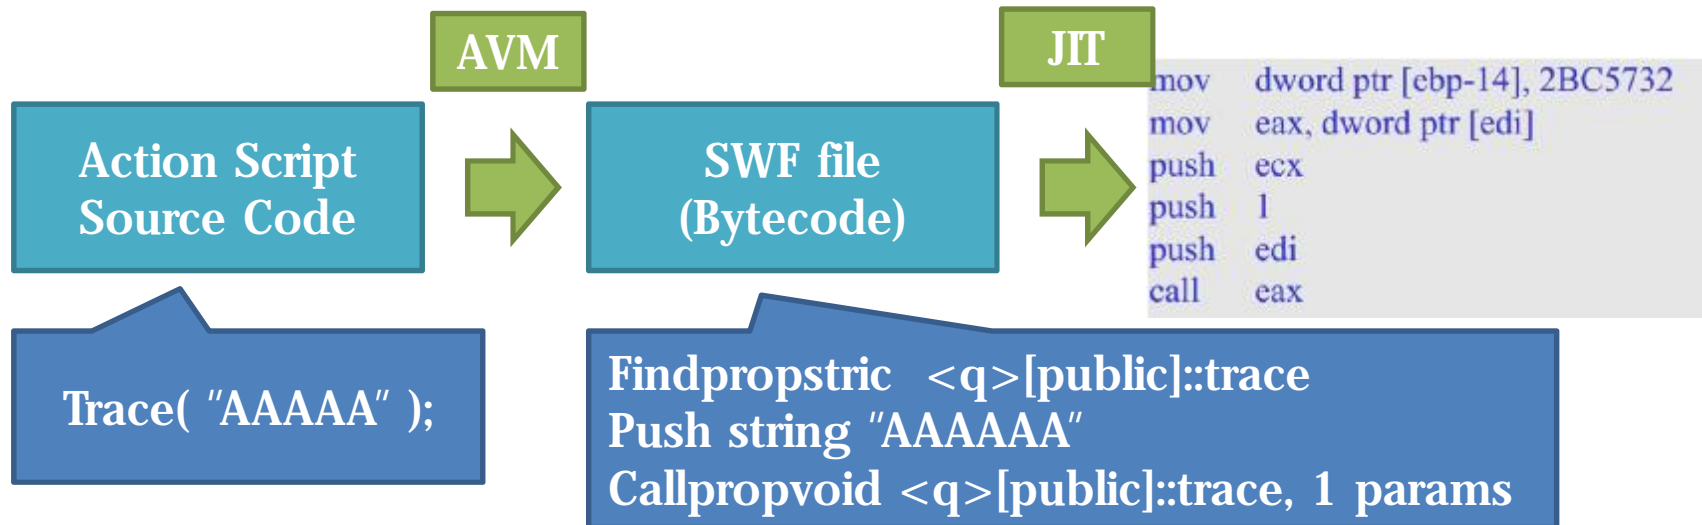 AVM
JIT
Action Script
Source Code
SWF file
(Bytecode)
mov dword ptr [ebp-14], 2BC5732
mov eax, dword ptr [edi]
push ecx
push 1
push edi
call eax
Trace( "AAAAA" );
Findpropstric <q>[public]::trace
Push string "AAAAAA"
Callpropvoid <q>[public]::trace, 1 params